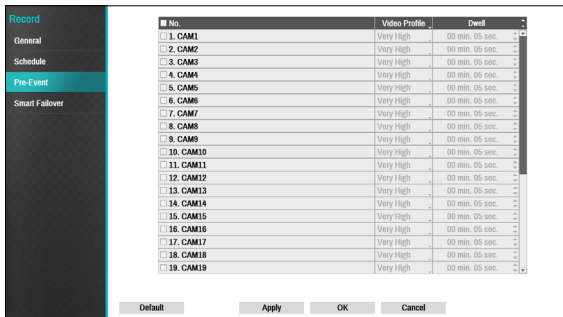 Record
General
Schedule
Pre-Event
Smart Failover
No. Video Profile Dwell
1. CAM1 Very High 00 min. 05 sec.
2. CAM2 Very High 00 min. 05 sec.
3. CAM3 Very High 00 min. 05 sec.
4. CAM4 Very High 00 min. 05 sec.
5. CAM5 Very High 00 min. 05 sec.
6. CAM6 Very High 00 min. 05 sec.
7. CAM7 Very High 00 min. 05 sec.
8. CAM8 Very High 00 min. 05 sec.
9. CAM9 Very High 00 min. 05 sec.
10. CAM10 Very High 00 min. 05 sec.
11. CAM11 Very High 00 min. 05 sec.
12. CAM12 Very High 00 min. 05 sec.
13. CAM13 Very High 00 min. 05 sec.
14. CAM14 Very High 00 min. 05 sec.
15. CAM15 Very High 00 min. 05 sec.
16. CAM16 Very High 00 min. 05 sec.
17. CAM17 Very High 00 min. 05 sec.
18. CAM18 Very High 00 min. 05 sec.
19. CAM19 Very High 00 min. 05 sec.
Default Apply OK Cancel